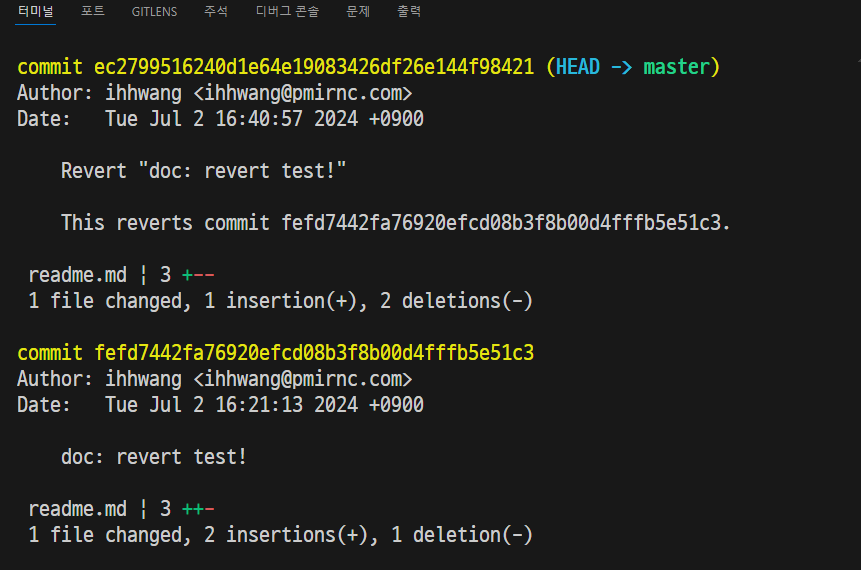 터미널 포트 GITLENS 주석 디버그 콘솔 문제 출력
commit ec2799516240d1e64e19083426df26e144f98421 (HEAD -> master)
Author: ihhwang <ihhwang@pmirnc.com>
Date:   Tue Jul 2 16:40:57 2024 +0900
Revert "doc: revert test!"
This reverts commit fefd7442fa76920efcd08b3f8b00d4fffb5e51c3.
readme.md | 3 +--
1 file changed, 1 insertion(+), 2 deletions(-)
commit fefd7442fa76920efcd08b3f8b00d4fffb5e51c3
Author: ihhwang <ihhwang@pmirnc.com>
Date:   Tue Jul 2 16:21:13 2024 +0900
doc: revert test!
readme.md | 3 ++-
1 file changed, 2 insertions(+), 1 deletion(-)